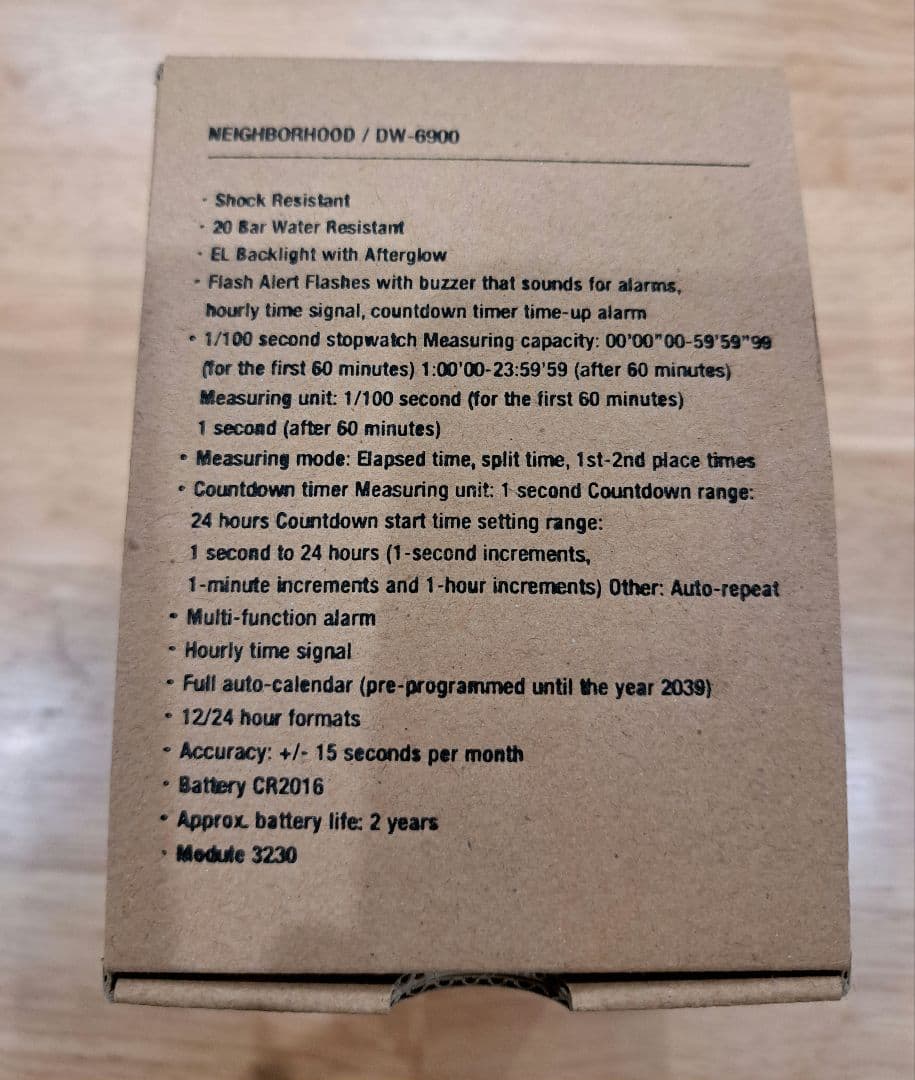 NEIGHBORHOOD / DW-6900
· Shock Resistant
· 20 Bar Water Resistant
· EL Backlight with Afterglow
· Flash Alert Flashes with buzzer that sounds for alarms,
hourly time signal, countdown timer time-up alarm
· 1/100 second stopwatch Measuring capacity: 00'00"00-59'59"99
(for the first 60 minutes) 1:00'00-23:59'59 (after 60 minutes)
Measuring unit: 1/100 second (for the first 60 minutes)
1 second (after 60 minutes)
· Measuring mode: Elapsed time, split time, 1st-2nd place times
· Countdown timer Measuring unit: 1 second Countdown range:
24 hours Countdown start time setting range:
1 second to 24 hours (1-second increments,
1-minute increments and 1-hour increments) Other: Auto-repeat
· Multi-function alarm
· Hourly time signal
· Full auto-calendar (pre-programmed until the year 2039)
· 12/24 hour formats
· Accuracy: +/- 15 seconds per month
· Battery CR2016
· Approx. battery life: 2 years
· Module 3230